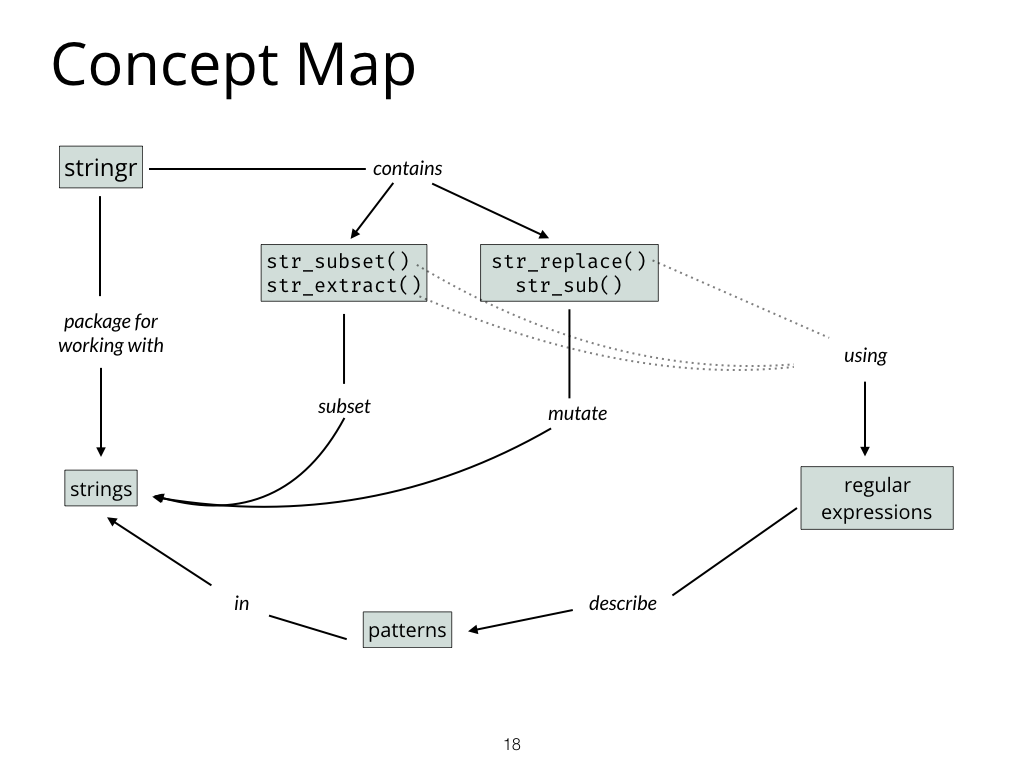 Concept Map
stringr
contains
str_subset()
str_extract()
str_replace()
str_sub()
package for
working with
using
subset
mutate
strings
regular
expressions
in
describe
patterns
18